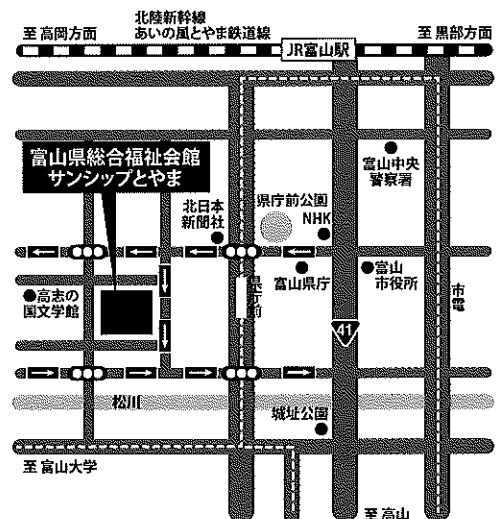 北陸新幹線
至 高岡方面
あいの風とやま鉄道線
至 黒部方面
JR富山駅
富山県総合福祉会館
サンシップとやま
富山中央
警察署
北日本
新聞社
県庁前公園
NHK
高志の
国文学館
県庁前
富山県庁
富山
市役所
市電
41
松川
城址公園
至 富山大学
至 高山